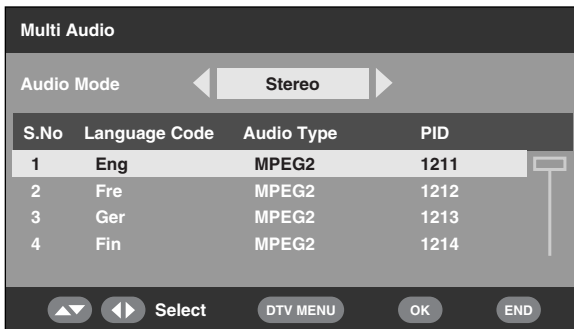 Multi Audio
Audio Mode Stereo
S.No Language Code Audio Type PID
1 Eng MPEG2 1211
2 Fre MPEG2 1212
3 Ger MPEG2 1213
4 Fin MPEG2 1214
Select DTV MENU OK END